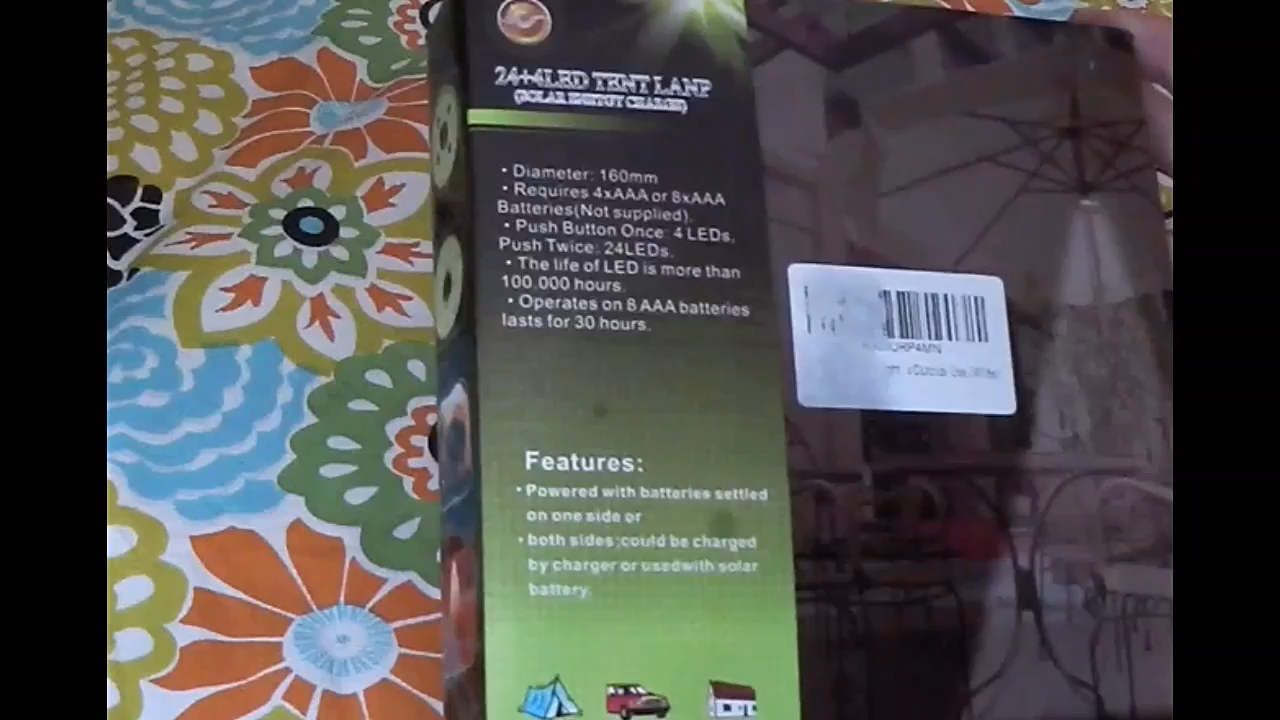 24+4LED TENT LAMP
(SOLAR ENERGY CHARGE)
• Diameter: 160mm
• Requires 4xAAA or 8xAAA
Batteries(Not supplied).
• Push Button Once: 4 LEDs,
Push Twice: 24LEDs.
• The life of LED is more than
100.000 hours.
• Operates on 8 AAA batteries
lasts for 30 hours.
Features:
• Powered with batteries settled
on one side or
• both sides;could be charged
by charger or usedwith solar
battery.